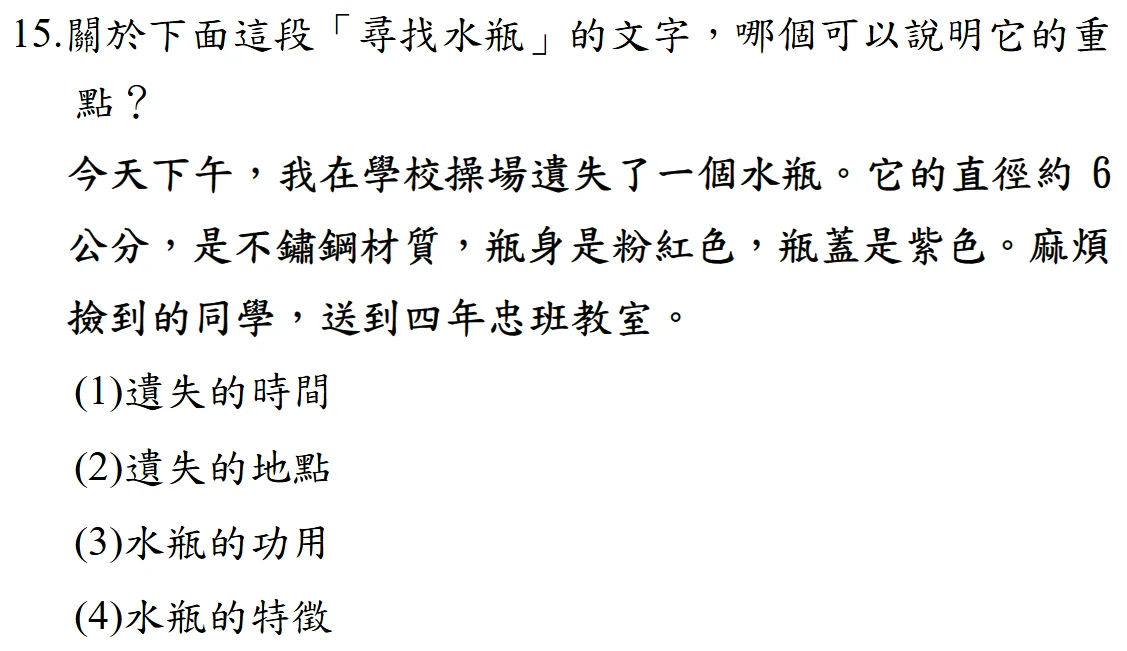 15.關於下面這段「尋找水瓶」的文字，哪個可以說明它的重
點？
今天下午，我在學校操場遺失了一個水瓶。它的直徑約 6
公分，是不鏽鋼材質，瓶身是粉紅色，瓶蓋是紫色。麻煩
撿到的同學，送到四年忠班教室。
(1)遺失的時間
(2)遺失的地點
(3)水瓶的功用
(4)水瓶的特徵